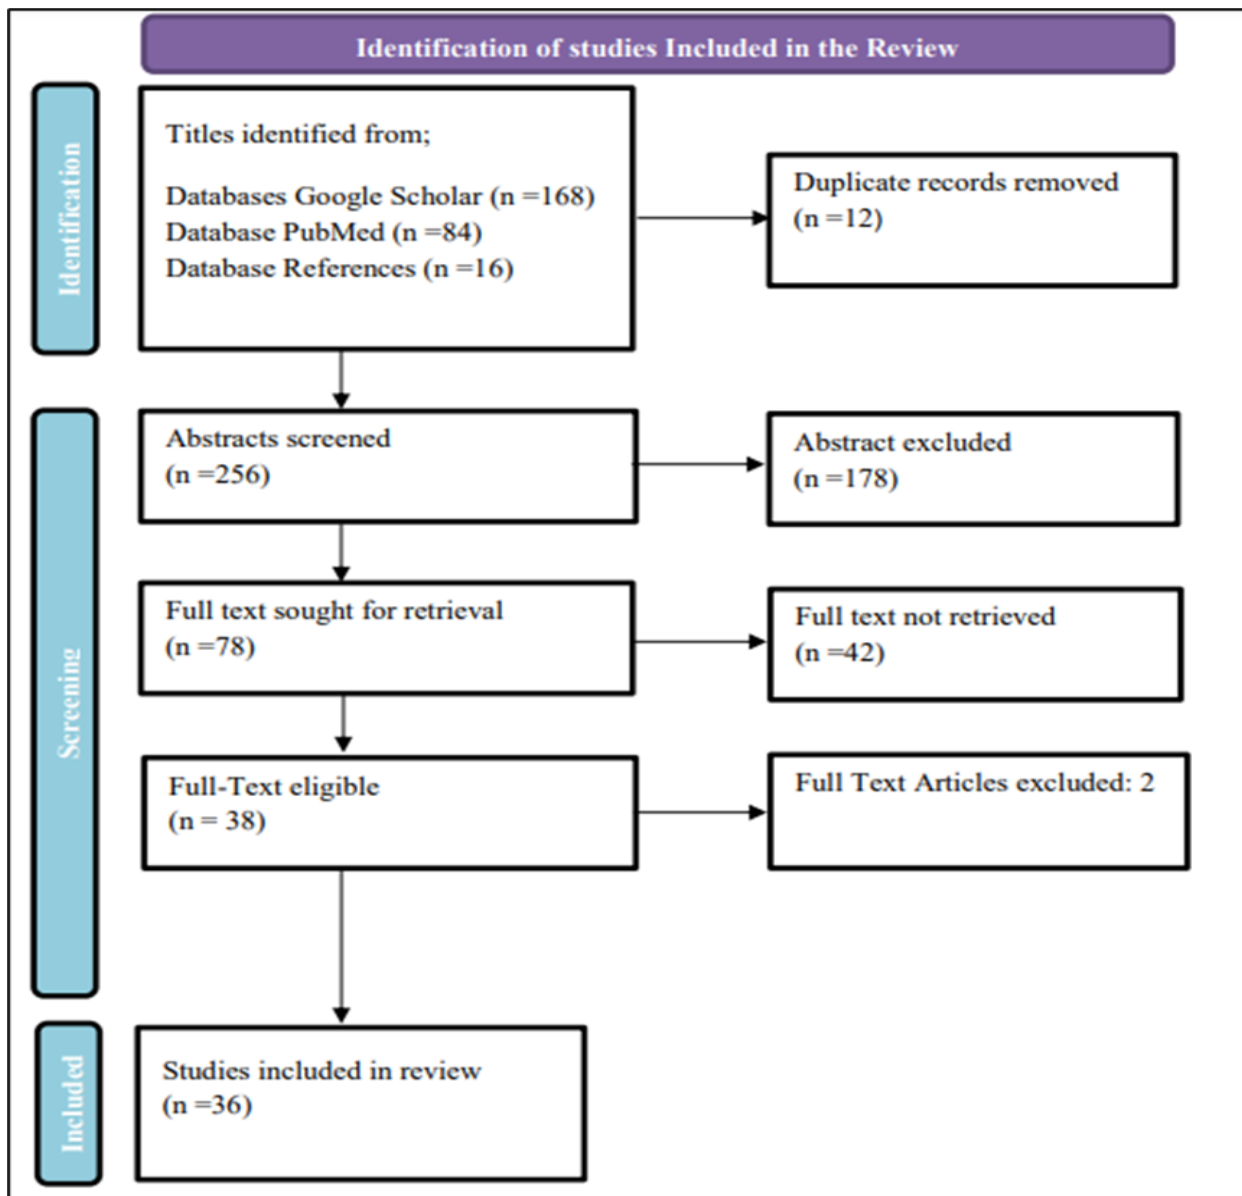 Identification of studies Included in the Review
Identification
Titles identified from;
Databases Google Scholar (n =168)
Database PubMed (n =84)
Database References (n =16)
Duplicate records removed
(n =12)
Screening
Abstracts screened
(n =256)
Abstract excluded
(n =178)
Full text sought for retrieval
(n =78)
Full text not retrieved
(n =42)
Full-Text eligible
(n = 38)
Full Text Articles excluded: 2
Included
Studies included in review
(n =36)